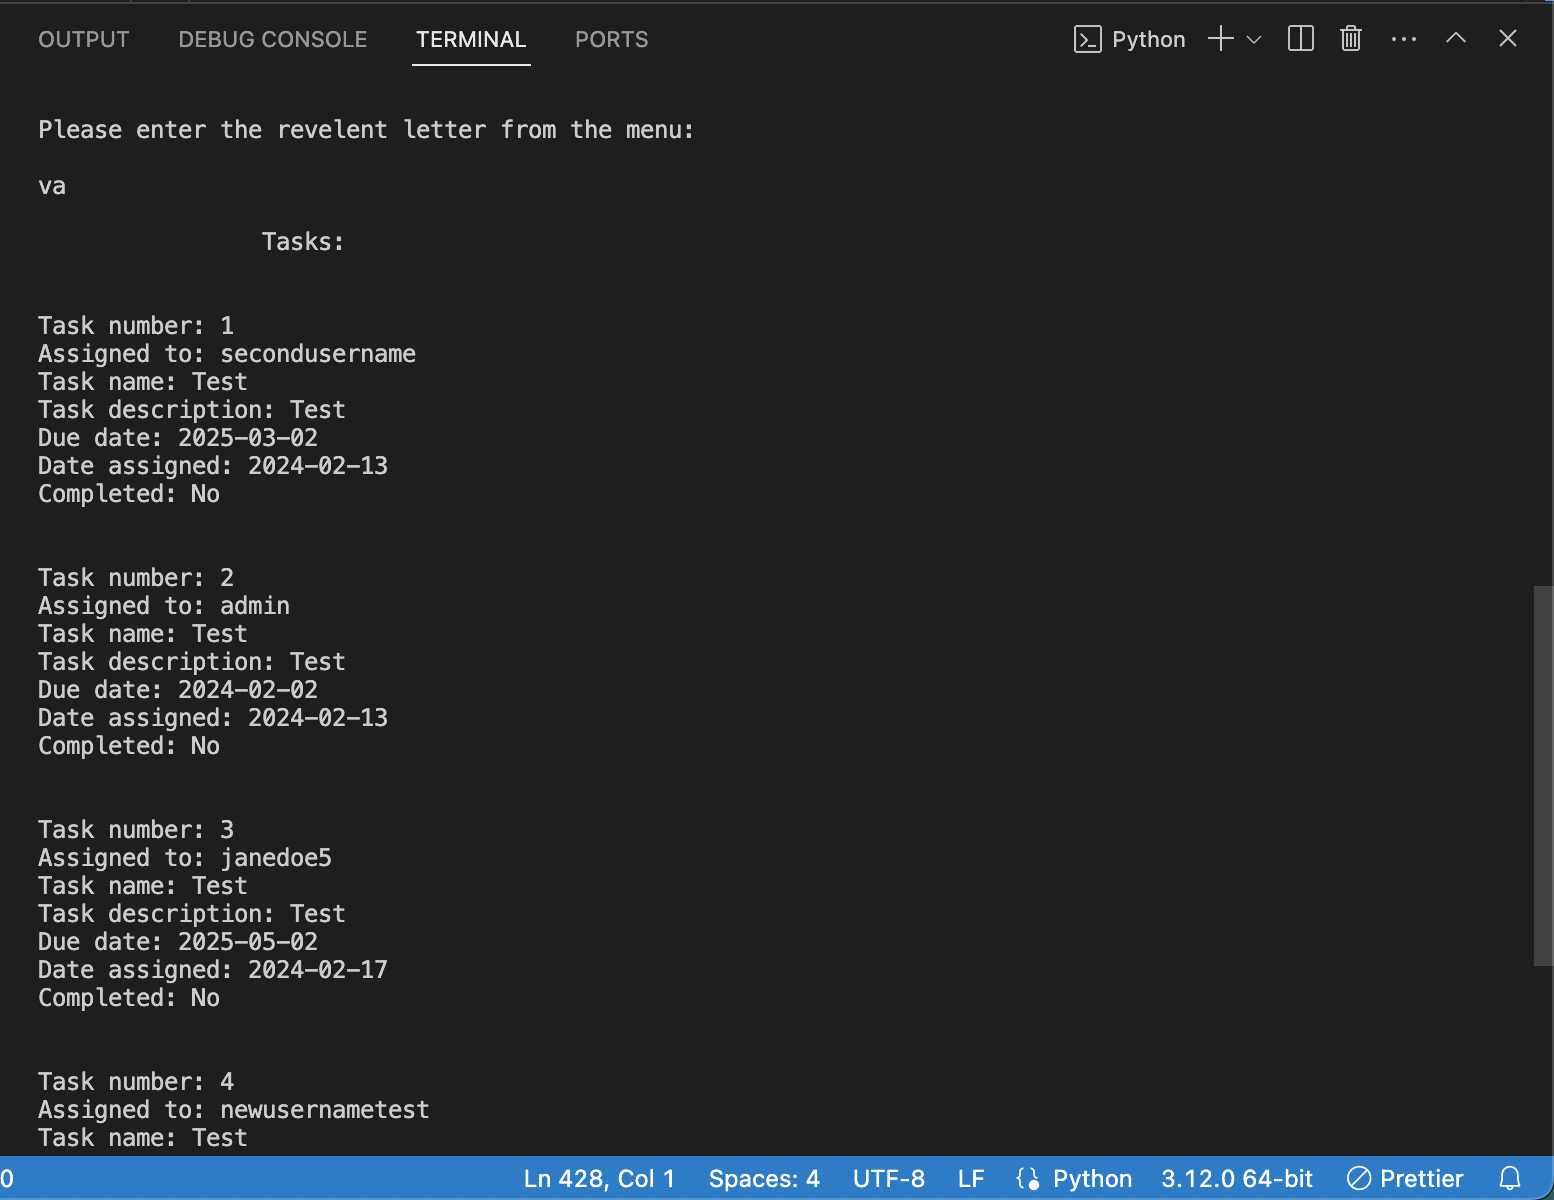 OUTPUT DEBUG CONSOLE TERMINAL PORTS Python
Please enter the revelent letter from the menu:
va
Tasks:
Task number: 1
Assigned to: secondusername
Task name: Test
Task description: Test
Due date: 2025-03-02
Date assigned: 2024-02-13
Completed: No
Task number: 2
Assigned to: admin
Task name: Test
Task description: Test
Due date: 2024-02-02
Date assigned: 2024-02-13
Completed: No
Task number: 3
Assigned to: janedoe5
Task name: Test
Task description: Test
Due date: 2025-05-02
Date assigned: 2024-02-17
Completed: No
Task number: 4
Assigned to: newusernametest
Task name: Test
0 Ln 428, Col 1 Spaces: 4 UTF-8 LF Python 3.12.0 64-bit Prettier